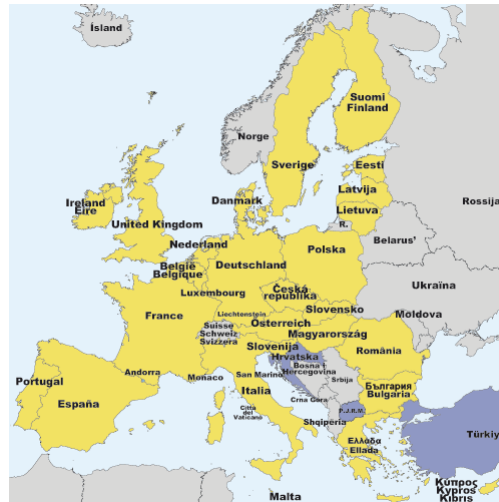 Ísland
Suomi
Finland
Norge
Sverige
Eesti
Latvija
Lietuva
R.
Rossija
Danmark
Ireland
Éire
United Kingdom
Nederland
België
Belgique
Deutschland
Polska
Belarus'
Ukraïna
Luxembourg
Česká
republika
Slovensko
Moldova
France
Liechtenstein
Suisse
Schweiz
Svizzera
Österreich
Magyarország
România
Slovenija
Hrvatska
Bosna i
Hercegovina
Srbija
Andorra
Monaco
San Marino
Italia
Città
del
Vaticano
Crna Gora
България
Bulgaria
P.J.R.M.
Shqipëria
Portugal
España
Ελλάδα
Ellada
Türkiy
Malta
Κύπρος
Kypros
Kibris